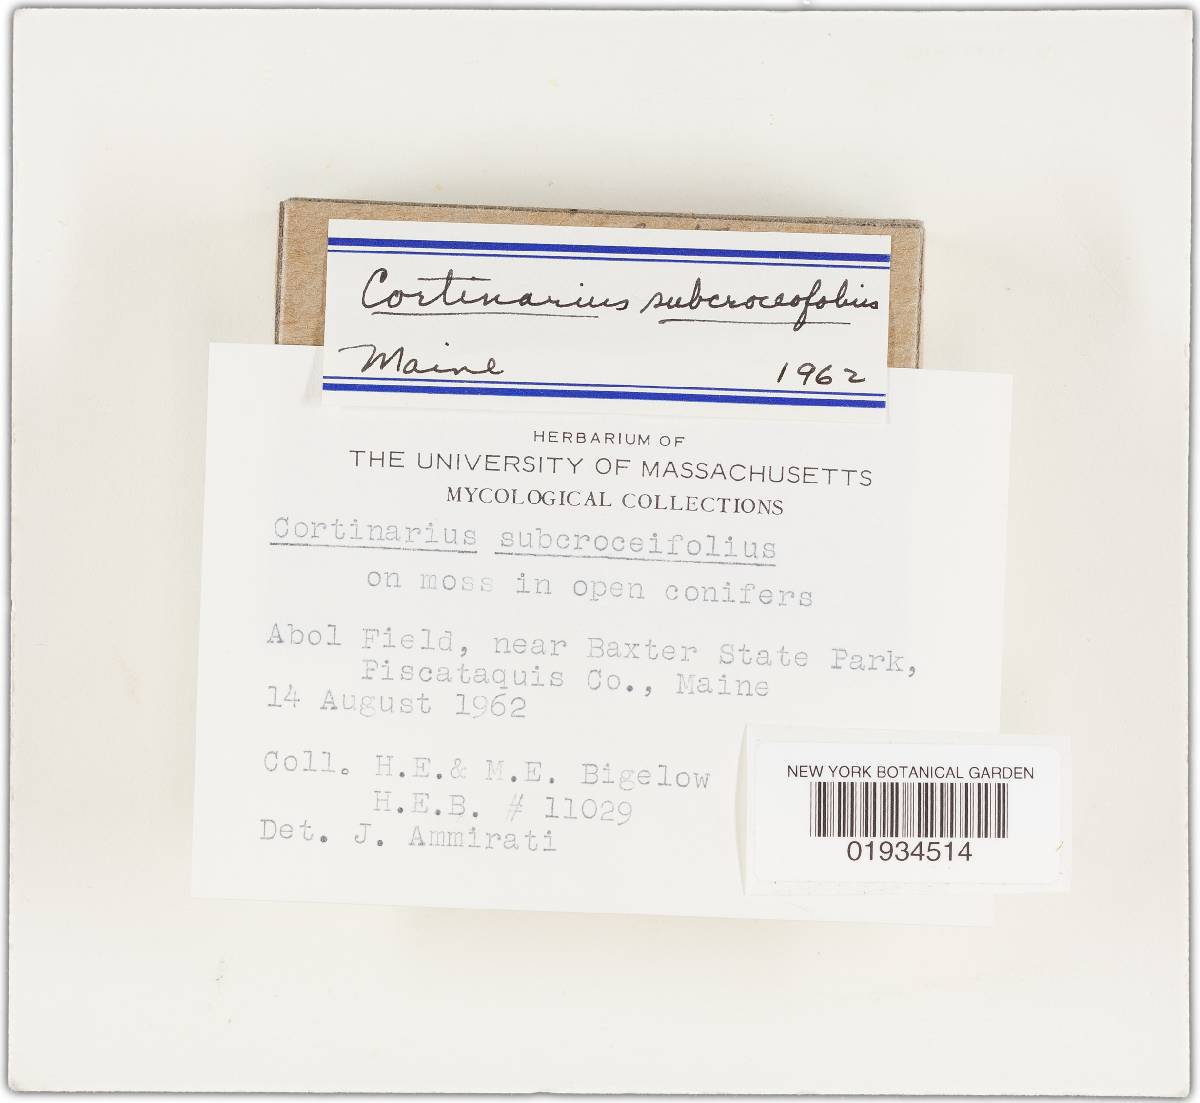 Cortinarius subcroceofolius
Maine 1962
HERBARIUM OF
THE UNIVERSITY OF MASSACHUSETTS
MYCOLOGICAL COLLECTIONS
Cortinarius subcroceifolius
on moss in open conifers
Abol Field, near Baxter State Park,
Piscataquis Co., Maine
14 August 1962
Coll. H.E.& M.E. Bigelow
H.E.B. # 11029
Det. J. Ammirati
NEW YORK BOTANICAL GARDEN
01934514